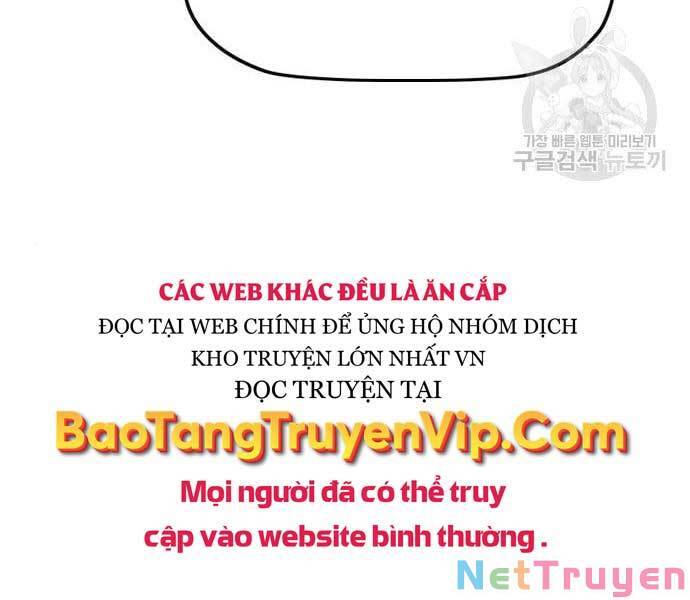 가장 빠른 웹툰 미리보기
구글검색 뉴토끼
CÁC WEB KHÁC ĐỀU LÀ ĂN CẮP
ĐỌC TẠI WEB CHÍNH ĐỂ ỦNG HỘ NHÓM DỊCH
KHO TRUYỆN LỚN NHẤT VN
ĐỌC TRUYỆN TẠI
BaoTangTruyenVip.Com
Mọi người đã có thể truy
cập vào website bình thường.
NetTruyen